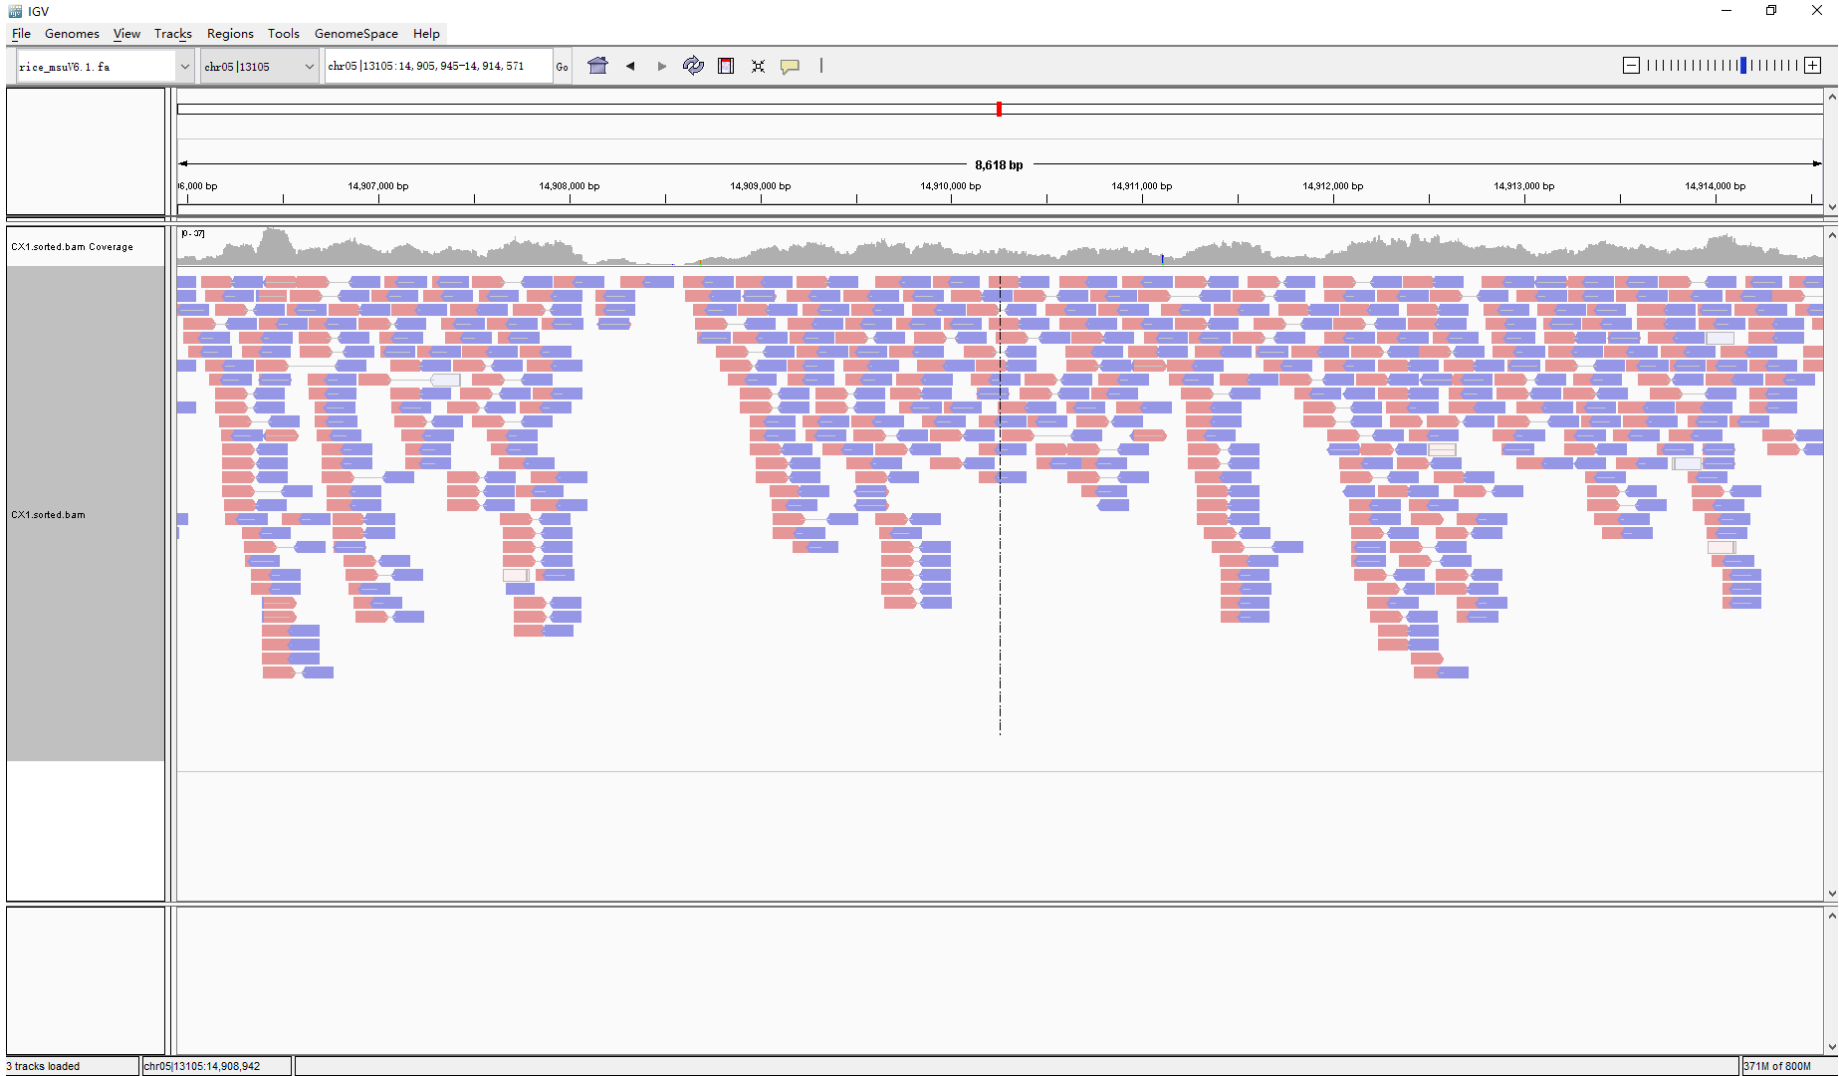 IGV
File Genomes View Tracks Regions Tools GenomeSpace Help
rice_msuV6.1.fa chr05|13105 chr05|13105:14,905,945-14,914,571 Go
8,618 bp
6,000 bp 14,907,000 bp 14,908,000 bp 14,909,000 bp 14,910,000 bp 14,911,000 bp 14,912,000 bp 14,913,000 bp 14,914,000 bp
[0 - 37]
CX1.sorted.bam Coverage
CX1.sorted.bam
3 tracks loaded chr05|13105:14,908,942 371M of 800M